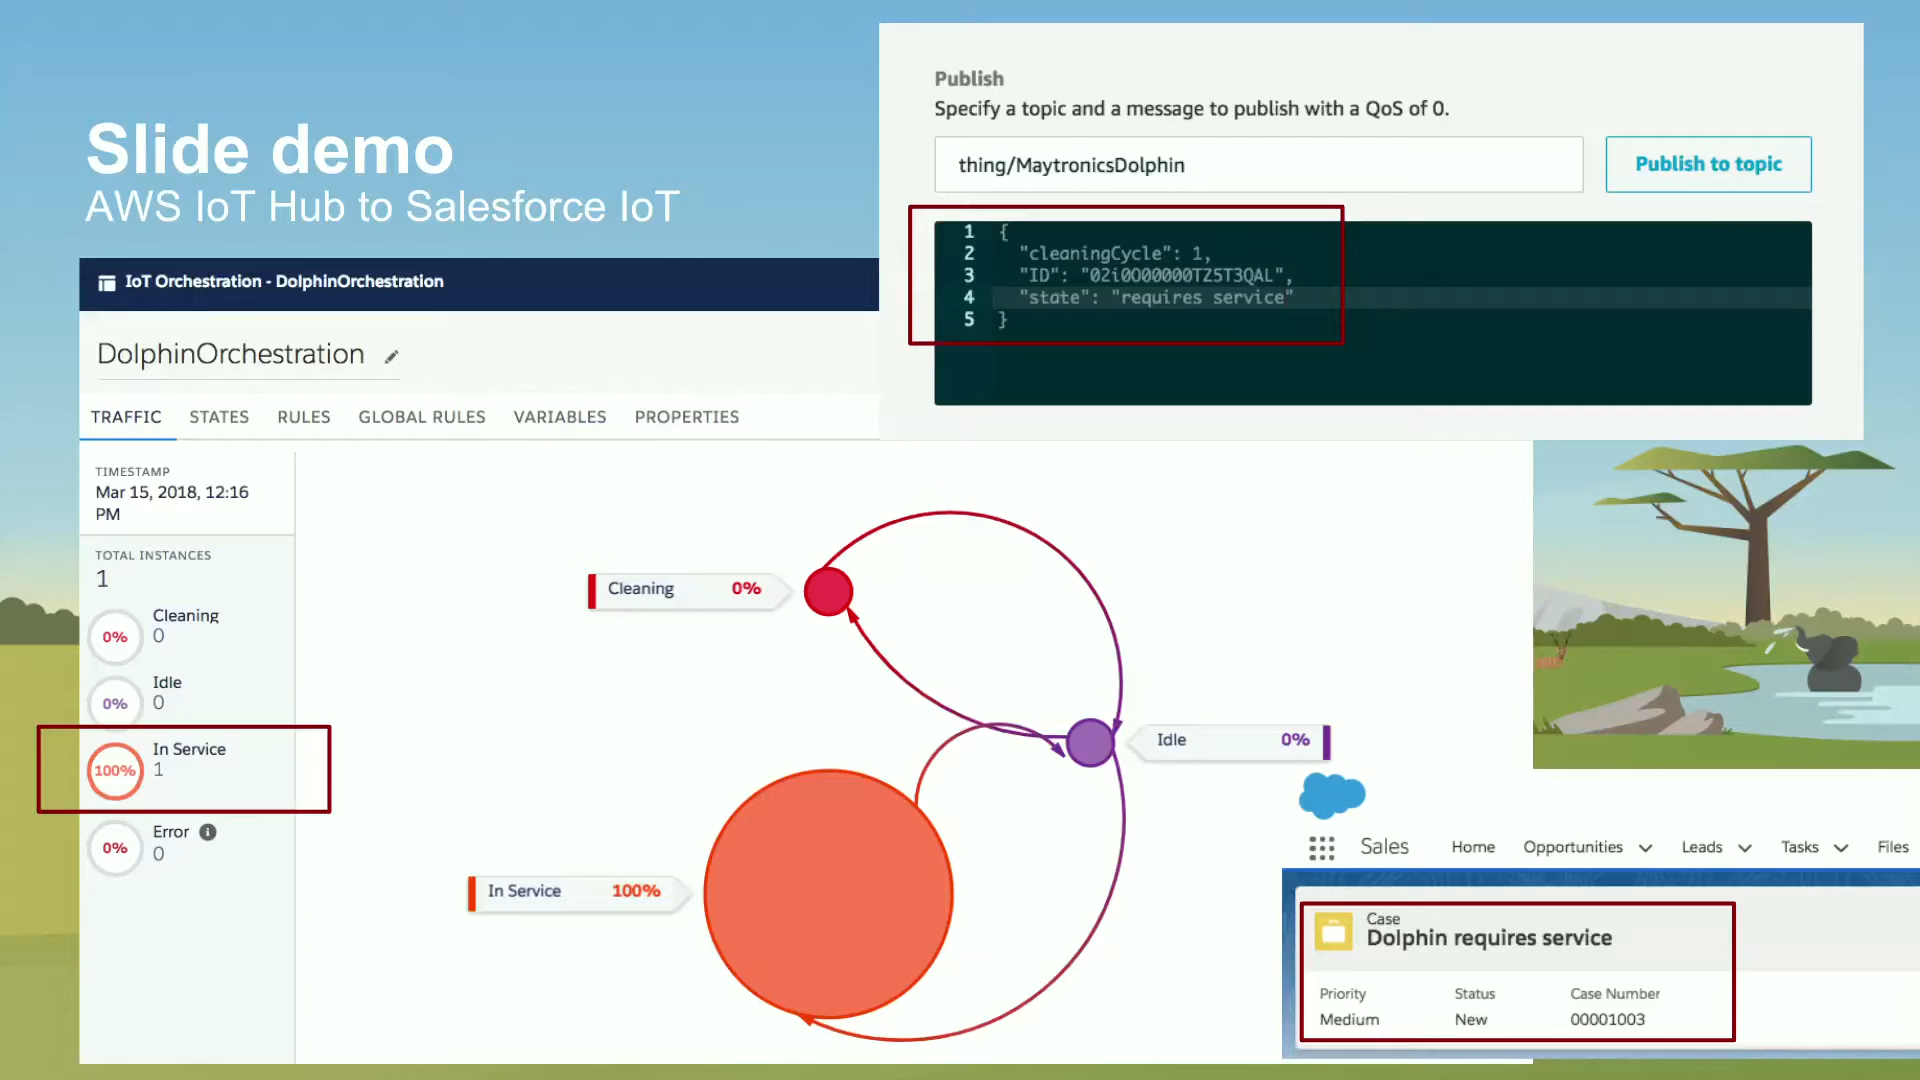 Slide demo
AWS IoT Hub to Salesforce IoT
Publish
Specify a topic and a message to publish with a QoS of 0.
thing/MaytronicsDolphin
Publish to topic
1 {
2 "cleaningCycle": 1,
3 "ID": "02i0O00000TZ5T3QAL",
4 "state": "requires service"
5 }
IoT Orchestration - DolphinOrchestration
DolphinOrchestration
TRAFFIC STATES RULES GLOBAL RULES VARIABLES PROPERTIES
TIMESTAMP
Mar 15, 2018, 12:16
PM
TOTAL INSTANCES
1
Cleaning
0% 0
Idle
0% 0
In Service
100% 1
Error
0% 0
Cleaning 0%
Idle 0%
In Service 100%
Sales Home Opportunities Leads Tasks Files
Case
Dolphin requires service
Priority Status Case Number
Medium New 00001003